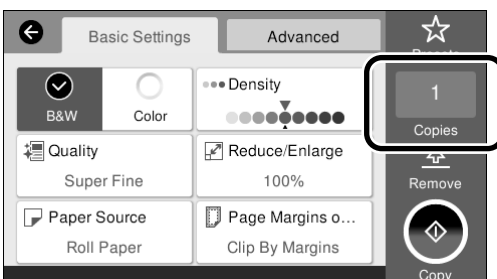 Basic Settings
Advanced
B&W
Color
Density
Quality
Super Fine
Reduce/Enlarge
100%
Paper Source
Roll Paper
Page Margins o...
Clip By Margins
1
Copies
Remove
Copy